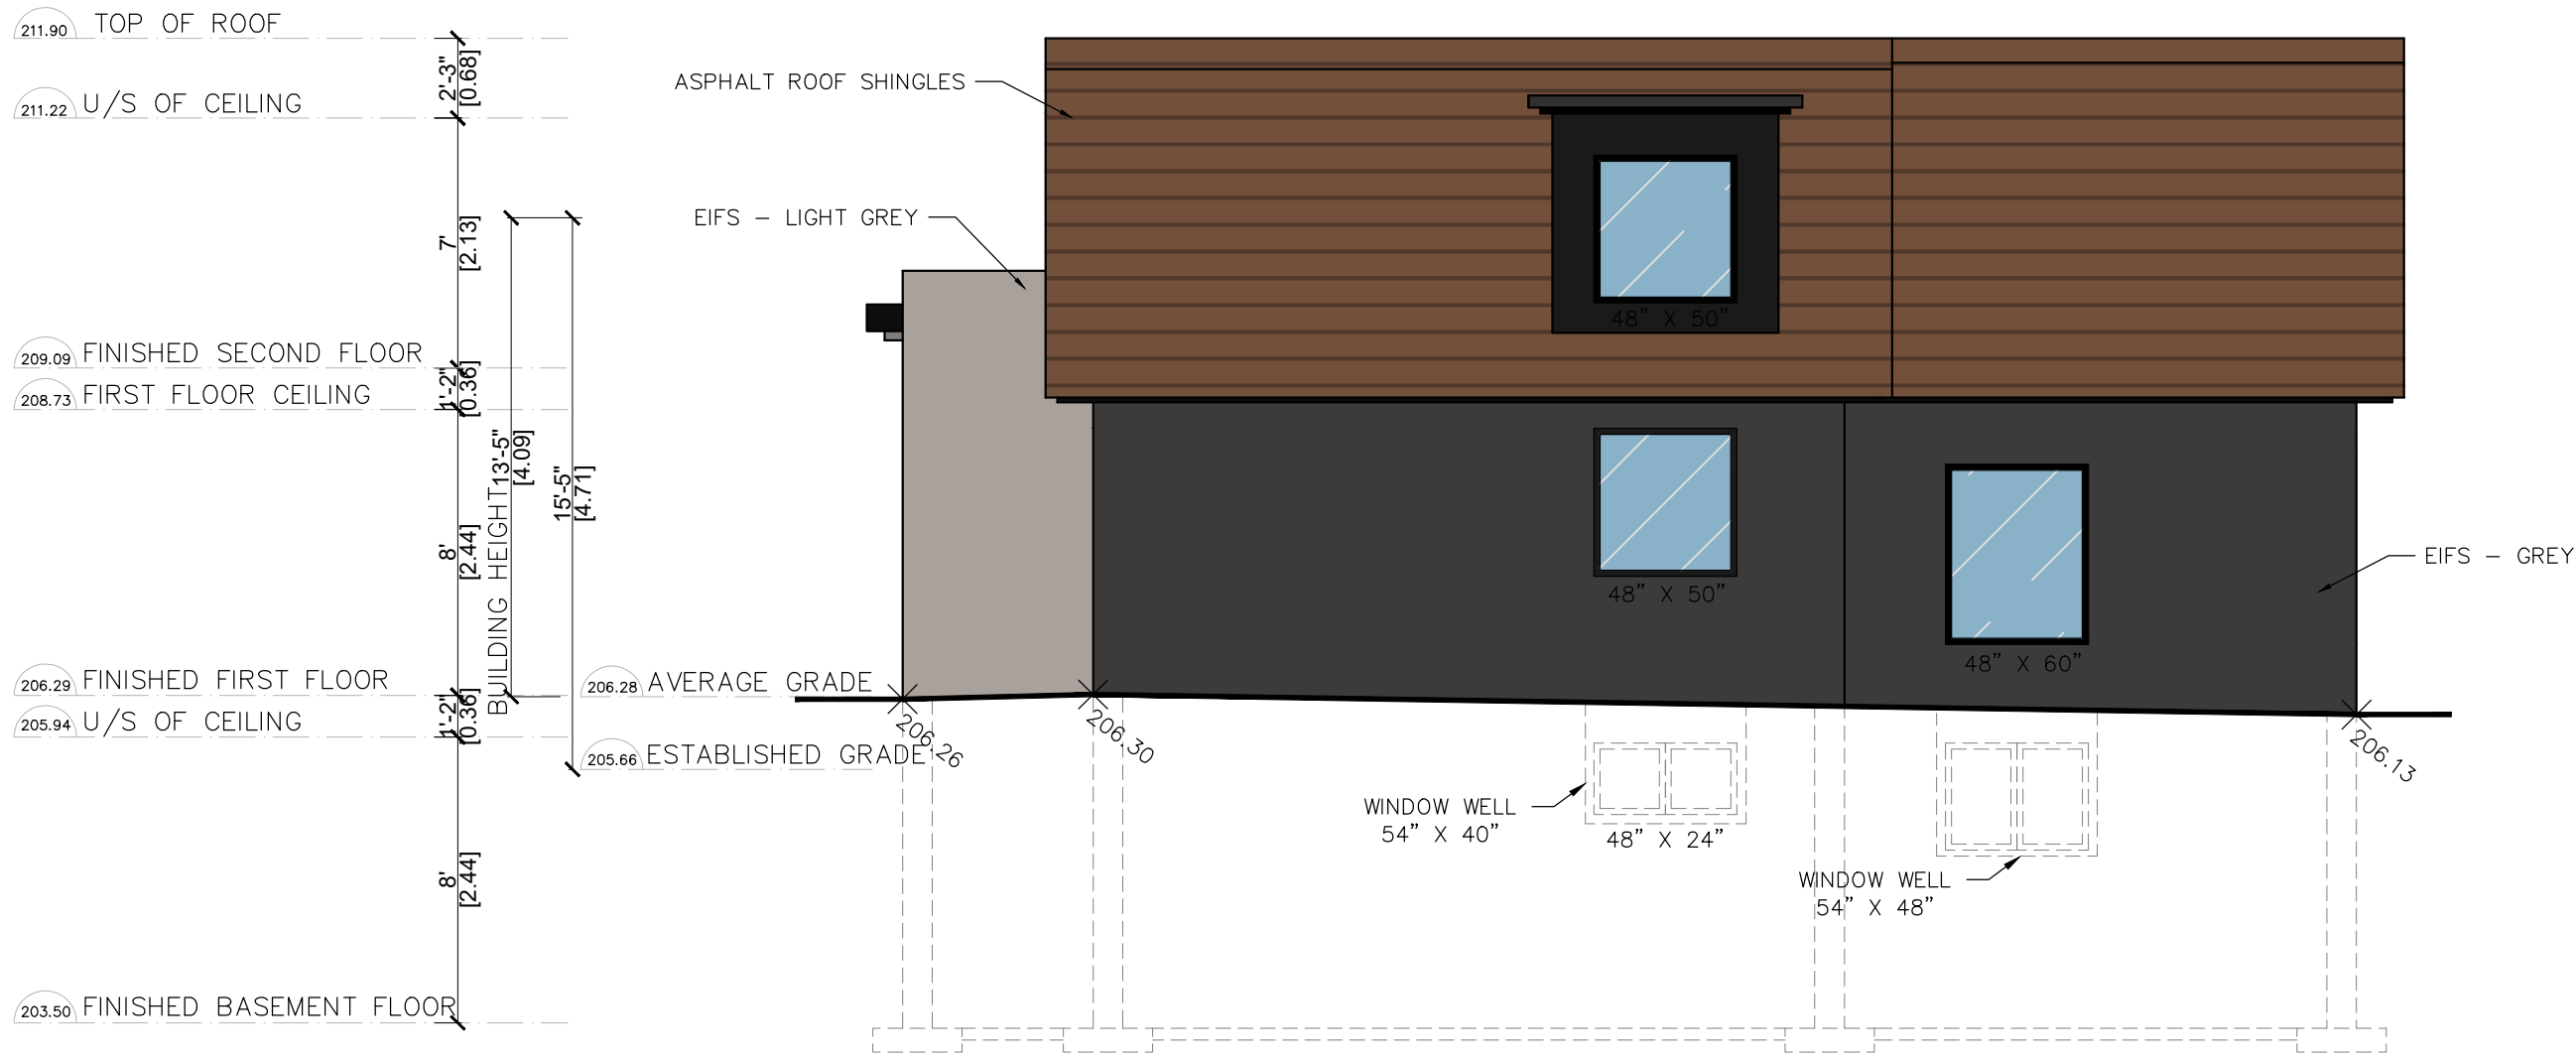 211.90 TOP OF ROOF
2'-3"
[0.68]
211.22 U/S OF CEILING
7'
[2.13]
209.09 FINISHED SECOND FLOOR
1'-2"
[0.36]
208.73 FIRST FLOOR CEILING
8'
[2.44]
BUILDING HEIGHT
13'-5"
[4.09]
15'-5"
[4.71]
206.29 FINISHED FIRST FLOOR
1'-2"
[0.36]
205.94 U/S OF CEILING
8'
[2.44]
203.50 FINISHED BASEMENT FLOOR
206.28 AVERAGE GRADE
205.66 ESTABLISHED GRADE
ASPHALT ROOF SHINGLES
EIFS – LIGHT GREY
48" X 50"
48" X 50"
48" X 60"
EIFS – GREY
206.26
206.30
206.13
WINDOW WELL
54" X 40"
48" X 24"
WINDOW WELL
54" X 48"